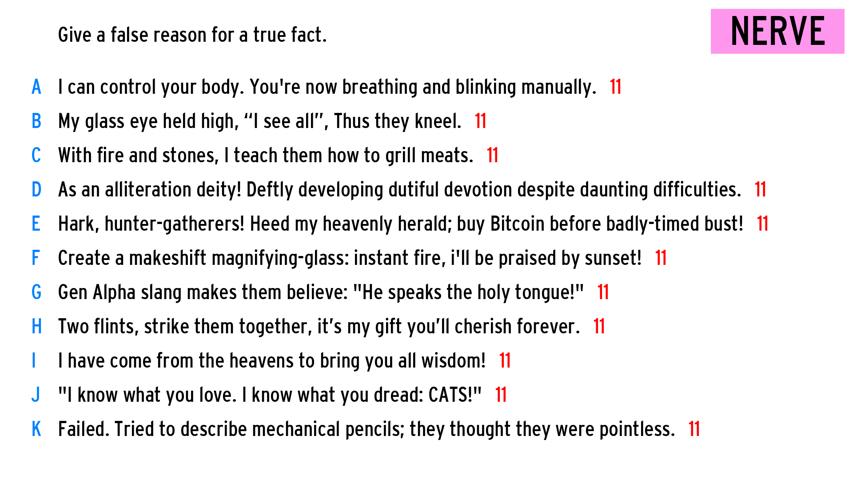 Give a false reason for a true fact.
NERVE
A I can control your body. You're now breathing and blinking manually. 11
B My glass eye held high, “I see all”, Thus they kneel. 11
C With fire and stones, I teach them how to grill meats. 11
D As an alliteration deity! Deftly developing dutiful devotion despite daunting difficulties. 11
E Hark, hunter-gatherers! Heed my heavenly herald; buy Bitcoin before badly-timed bust! 11
F Create a makeshift magnifying-glass: instant fire, i'll be praised by sunset! 11
G Gen Alpha slang makes them believe: "He speaks the holy tongue!" 11
H Two flints, strike them together, it’s my gift you’ll cherish forever. 11
I I have come from the heavens to bring you all wisdom! 11
J "I know what you love. I know what you dread: CATS!" 11
K Failed. Tried to describe mechanical pencils; they thought they were pointless. 11